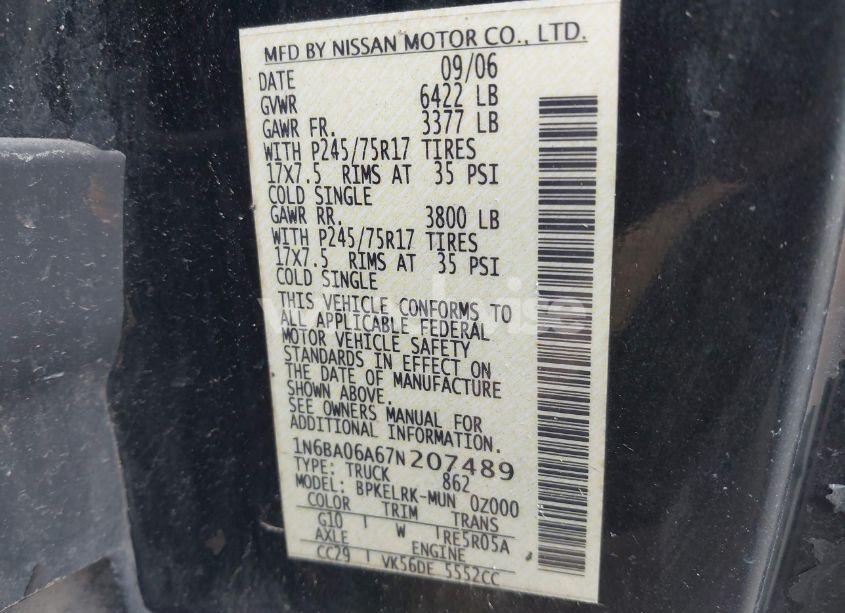 MFD BY NISSAN MOTOR CO., LTD.
DATE 09/06
GVWR 6422 LB
GAWR FR. 3377 LB
WITH P245/75R17 TIRES
17X7.5 RIMS AT 35 PSI
COLD SINGLE
GAWR RR. 3800 LB
WITH P245/75R17 TIRES
17X7.5 RIMS AT 35 PSI
COLD SINGLE
THIS VEHICLE CONFORMS TO
ALL APPLICABLE FEDERAL
MOTOR VEHICLE SAFETY
STANDARDS IN EFFECT ON
THE DATE OF MANUFACTURE
SHOWN ABOVE.
SEE OWNERS MANUAL FOR
ADDITIONAL INFORMATION.
1N6BA06A67N207489
TYPE: TRUCK 862
MODEL: BPKELRK-MUN 0Z000
COLOR TRIM TRANS
G10 W RE5R05A
AXLE ENGINE
CC29 VK56DE 5552CC